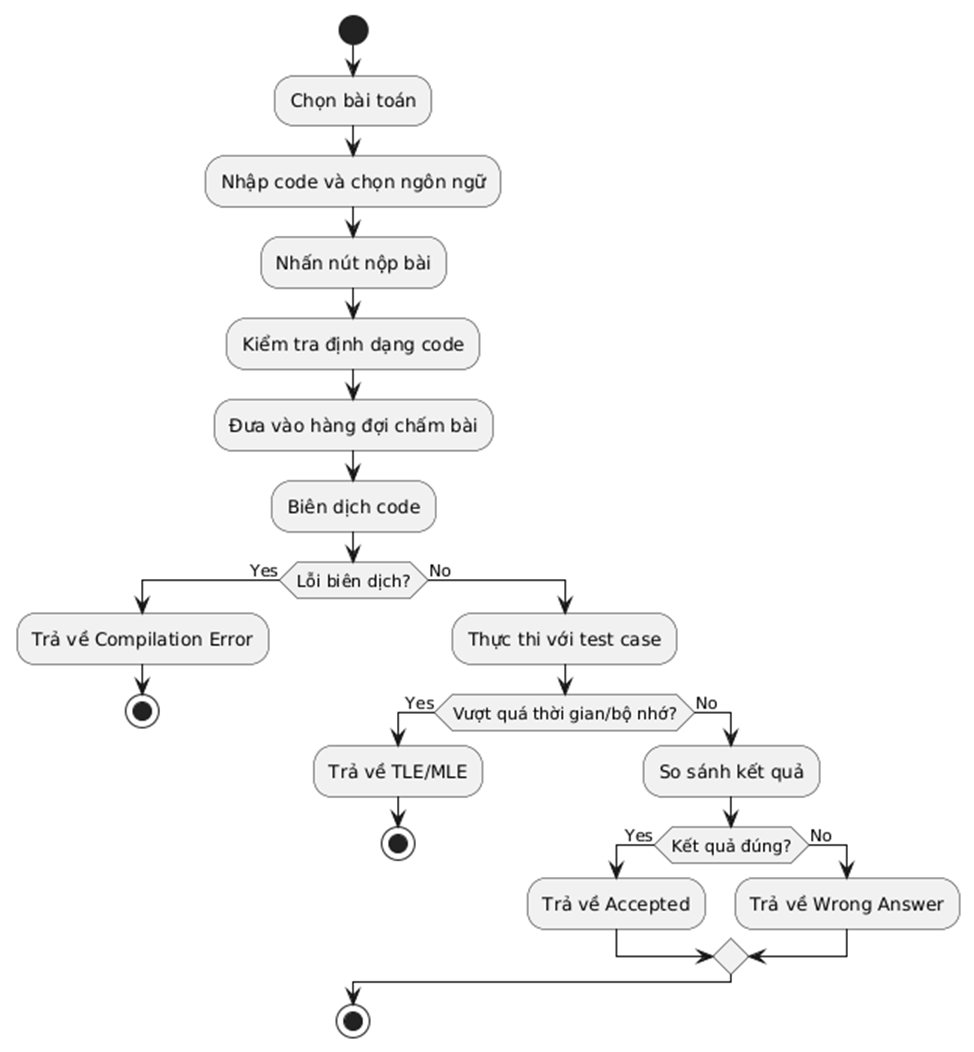 Chọn bài toán
Nhập code và chọn ngôn ngữ
Nhấn nút nộp bài
Kiểm tra định dạng code
Đưa vào hàng đợi chấm bài
Biên dịch code
Yes
Lỗi biên dịch?
No
Trả về Compilation Error
Thực thi với test case
Yes
Vượt quá thời gian/bộ nhớ?
No
Trả về TLE/MLE
So sánh kết quả
Yes
Kết quả đúng?
No
Trả về Accepted
Trả về Wrong Answer